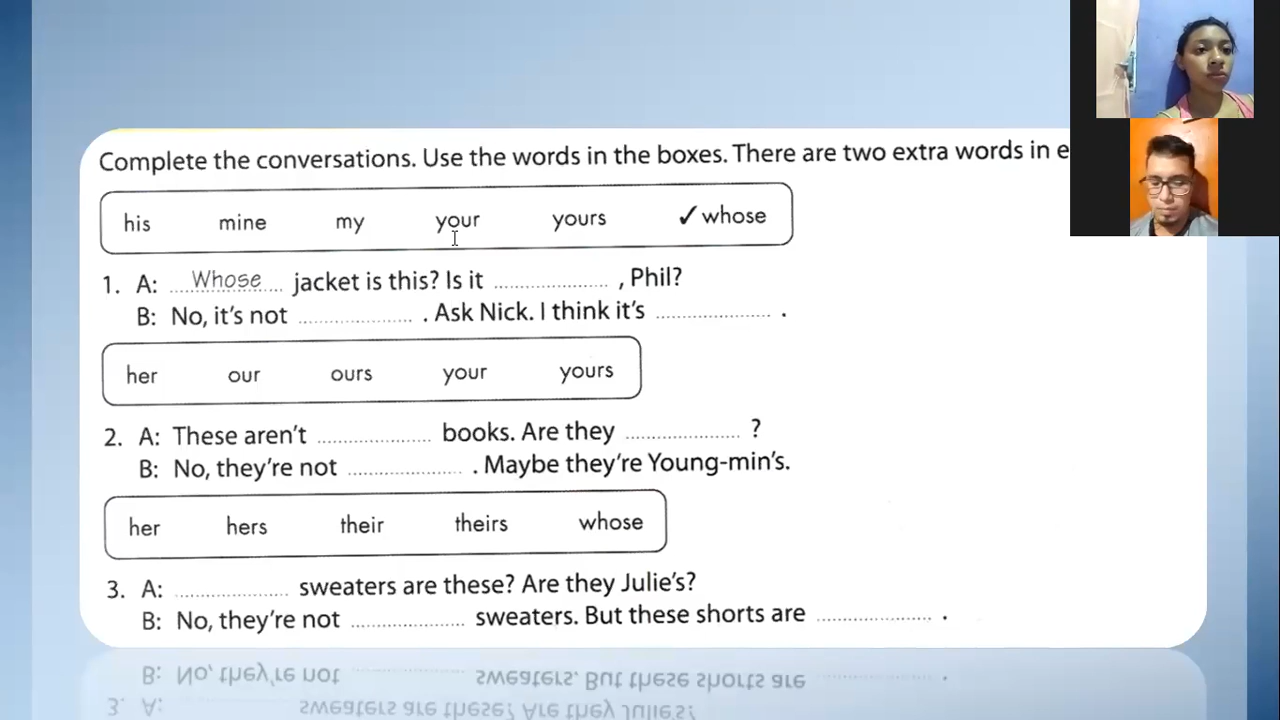 Complete the conversations. Use the words in the boxes. There are two extra words in e
his mine my your yours ✓ whose
1. A: Whose jacket is this? Is it ............ , Phil?
B: No, it's not ............ . Ask Nick. I think it's ............ .
her our ours your yours
2. A: These aren't ............ books. Are they ............ ?
B: No, they're not ............ . Maybe they're Young-min's.
her hers their theirs whose
3. A: ............ sweaters are these? Are they Julie's?
B: No, they're not ............ sweaters. But these shorts are ............ .